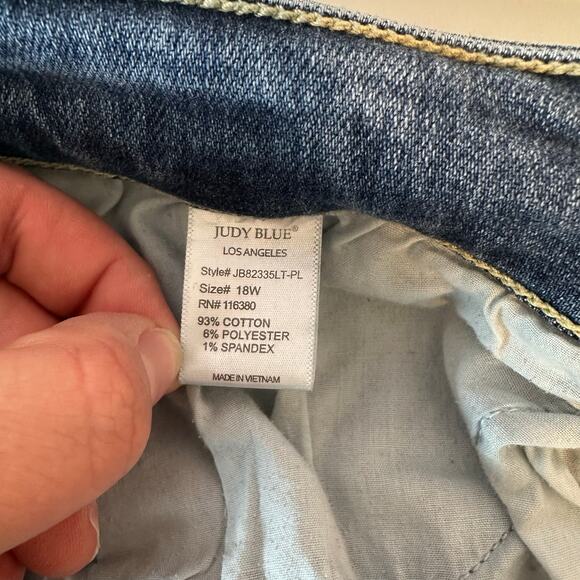 JUDY BLUE®
LOS ANGELES
Style# JB82335LT-PL
Size# 18W
RN# 116380
93% COTTON
6% POLYESTER
1% SPANDEX
MADE IN VIETNAM